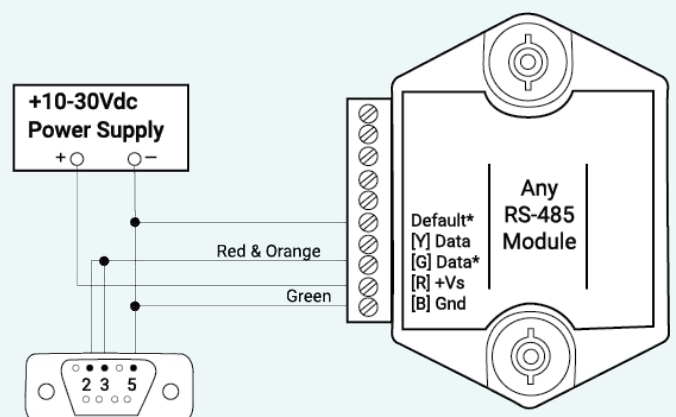 +10-30Vdc
Power Supply
+ −
Default*
[Y] Data
[G] Data*
[R] +Vs
[B] Gnd
Any
RS-485
Module
Red & Orange
Green
2 3 5